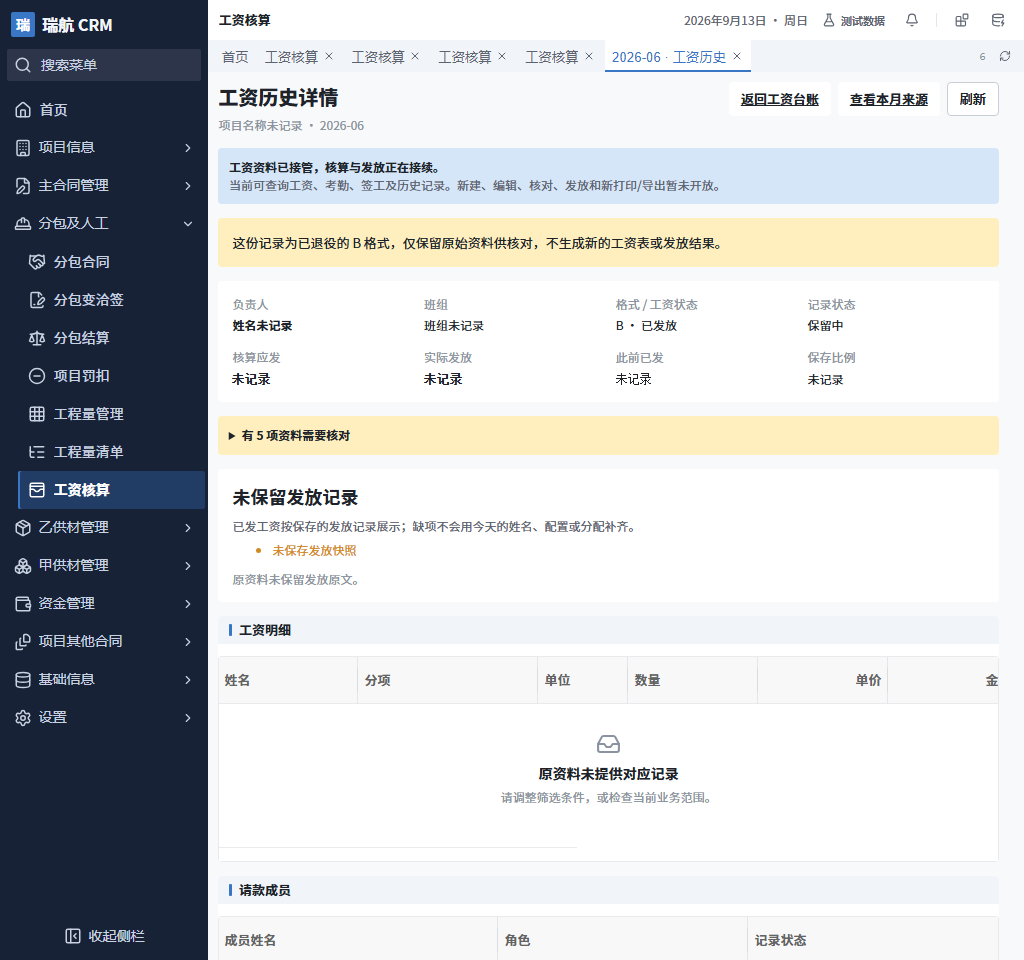 瑞 瑞航 CRM
搜索菜单
首页
项目信息
主合同管理
分包及人工
分包合同
分包变洽签
分包结算
项目罚扣
工程量管理
工程量清单
工资核算
乙供材管理
甲供材管理
资金管理
项目其他合同
基础信息
设置
收起侧栏
工资核算
2026年9月13日 • 周日 测试数据
首页 工资核算 × 工资核算 × 工资核算 × 工资核算 × 2026-06 · 工资历史 × 6
工资历史详情
返回工资台账 查看本月来源 刷新
项目名称未记录 • 2026-06
工资资料已接管，核算与发放正在接续。
当前可查询工资、考勤、签工及历史记录。新建、编辑、核对、发放和新打印/导出暂未开放。
这份记录为已退役的 B 格式，仅保留原始资料供核对，不生成新的工资表或发放结果。
负责人 班组 格式 / 工资状态 记录状态
姓名未记录 班组未记录 B • 已发放 保留中
核算应发 实际发放 此前已发 保存比例
未记录 未记录 未记录 未记录
▶ 有 5 项资料需要核对
未保留发放记录
已发工资按保存的发放记录展示；缺项不会用今天的姓名、配置或分配补齐。
• 未保存发放快照
原资料未保留发放原文。
工资明细
姓名 分项 单位 数量 单价 金
原资料未提供对应记录
请调整筛选条件，或检查当前业务范围。
请款成员
成员姓名 角色 记录状态